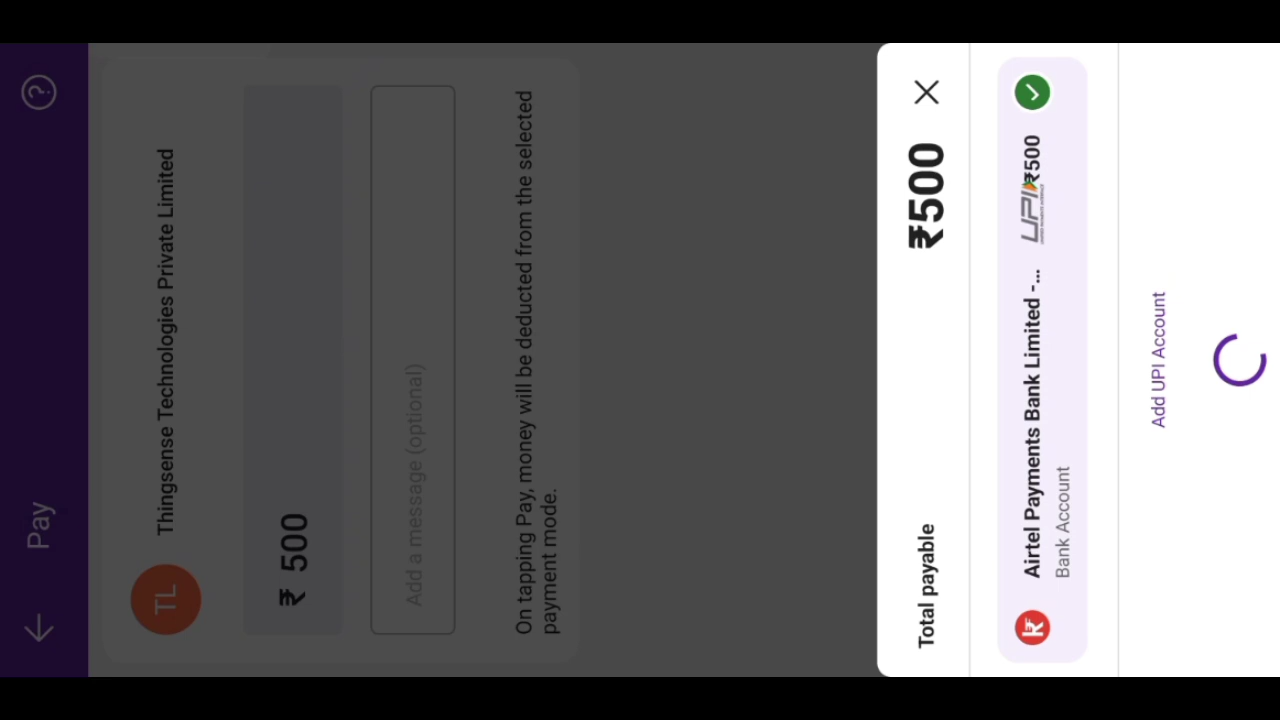 Pay
TL
Thingsense Technologies Private Limited
₹ 500
Add a message (optional)
On tapping Pay, money will be deducted from the selected
payment mode.
Total payable
₹500
Airtel Payments Bank Limited -...
UPI
₹500
Bank Account
Add UPI Account